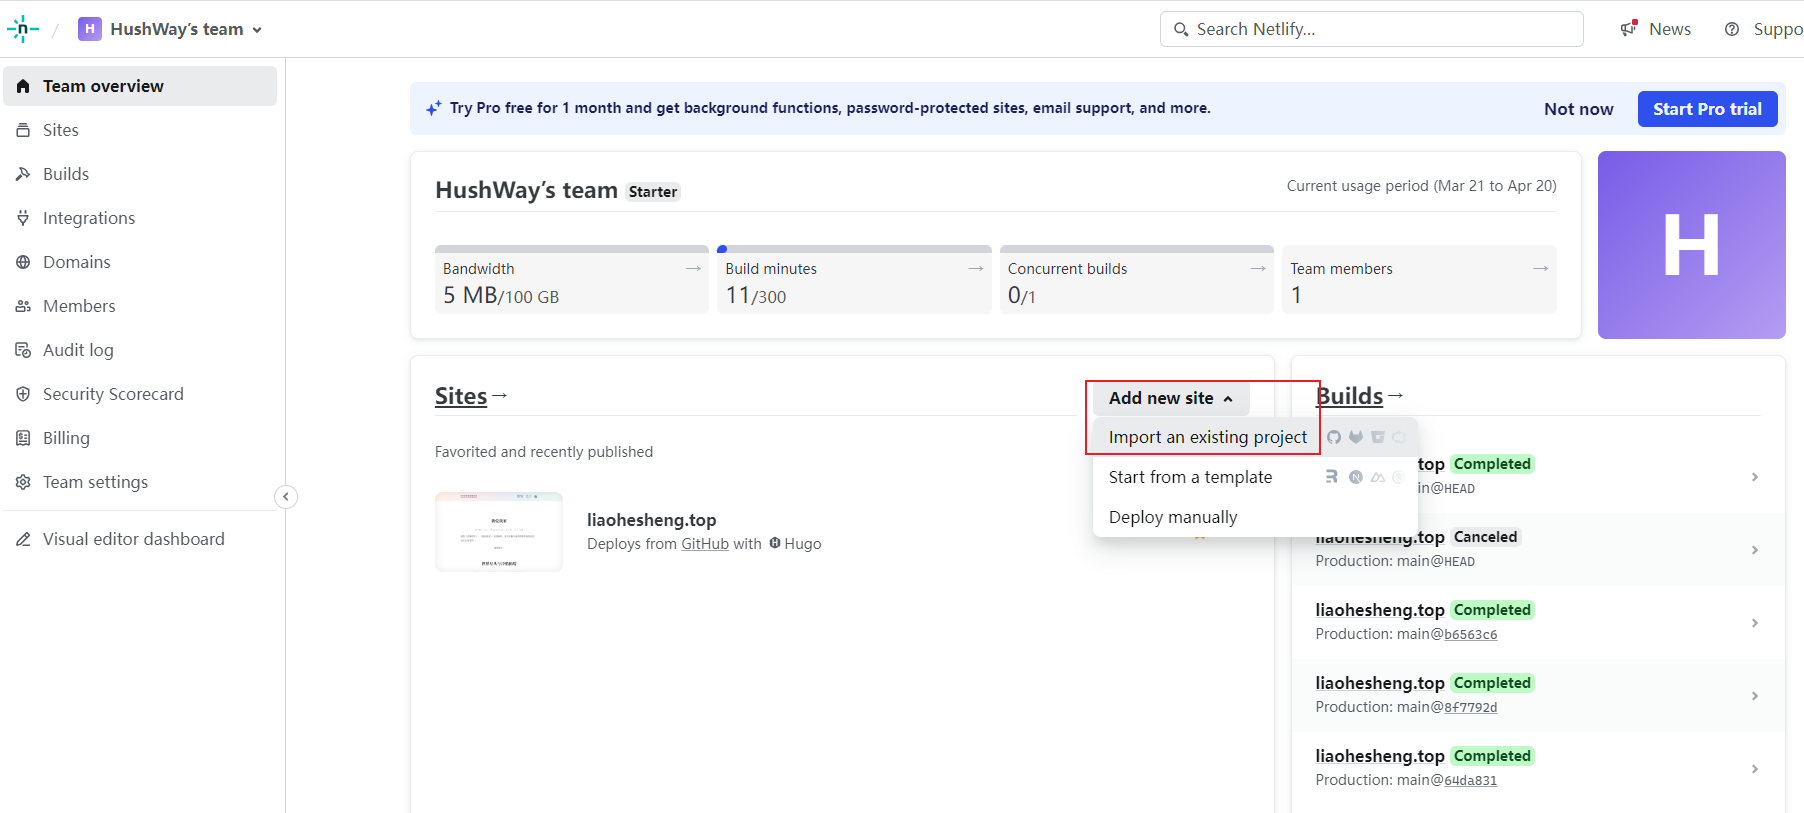 n / H HushWay's team
Search Netlify...
News
Suppo
Team overview
Sites
Builds
Integrations
Domains
Members
Audit log
Security Scorecard
Billing
Team settings
Visual editor dashboard
Try Pro free for 1 month and get background functions, password-protected sites, email support, and more.
Not now
Start Pro trial
HushWay's team Starter
Current usage period (Mar 21 to Apr 20)
Bandwidth →
5 MB/100 GB
Build minutes →
11/300
Concurrent builds →
0/1
Team members →
1
H
Sites →
Add new site
Import an existing project
Start from a template
Deploy manually
Favorited and recently published
liaohesheng.top
Deploys from GitHub with Hugo
Builds →
top Completed
in@HEAD
liaohesheng.top Canceled
Production: main@HEAD
liaohesheng.top Completed
Production: main@b6563c6
liaohesheng.top Completed
Production: main@8f7792d
liaohesheng.top Completed
Production: main@64da831